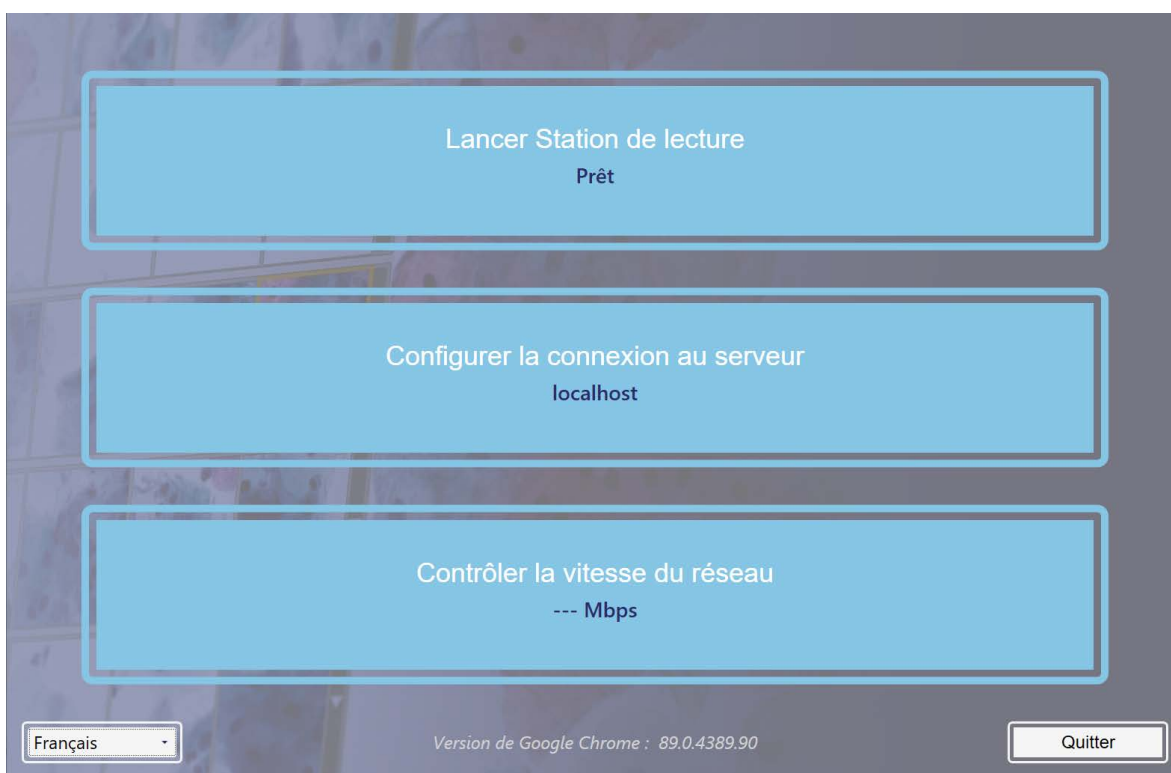 Lancer Station de lecture
Prêt
Configurer la connexion au serveur
localhost
Contrôler la vitesse du réseau
--- Mbps
Français
Version de Google Chrome : 89.0.4389.90
Quitter